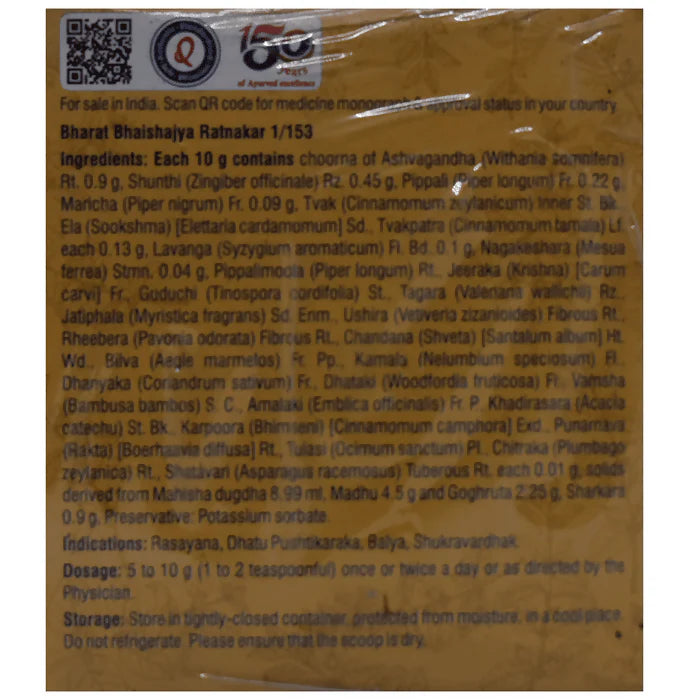 Q
150
Years
of Ayurved excellence
For sale in India. Scan QR code for medicine monograph & approval status in your country.
Bharat Bhaishajya Ratnakar 1/153
Ingredients: Each 10 g contains choorna of Ashvagandha (Withania somnifera)
Rt. 0.9 g, Shunthi (Zingiber officinale) Rz. 0.45 g, Pippali (Piper longum) Fr. 0.22 g,
Maricha (Piper nigrum) Fr. 0.09 g, Tvak (Cinnamomum zeylanicum) Inner St. Bk.,
Ela (Sookshma) [Elettaria cardamomum] Sd., Tvakpatra (Cinnamomum tamala) Lf.
each 0.13 g, Lavanga (Syzygium aromaticum) Fl. Bd. 0.1 g, Nagakeshara (Mesua
ferrea) Stmn. 0.04 g, Pippalimoola (Piper longum) Rt., Jeeraka (Krishna) [Carum
carvi] Fr., Guduchi (Tinospora cordifolia) St., Tagara (Valeriana wallichii) Rz.,
Jatiphala (Myristica fragrans) Sd. Enm., Ushira (Vetiveria zizanioides) Fibrous Rt.,
Rheebera (Pavonia odorata) Fibrous Rt., Chandana (Shveta) [Santalum album] Ht.
Wd., Bilva (Aegle marmelos) Fr. Pp., Kamala (Nelumbium speciosum) Fl.,
Dhanyaka (Coriandrum sativum) Fr., Dhataki (Woodfordia fruticosa) Fl., Vamsha
(Bambusa bambos) S. C., Amalaki (Emblica officinalis) Fr. P., Khadirasara (Acacia
catechu) St. Bk., Karpoora (Bhimseni) [Cinnamomum camphora] Exd., Punarnava
(Rakta) [Boerhaavia diffusa] Rt., Tulasi (Ocimum sanctum) Pl., Chitraka (Plumbago
zeylanica) Rt., Shatavari (Asparagus racemosus) Tuberous Rt. each 0.01 g, solids
derived from Mahisha dugdha 8.99 ml, Madhu 4.5 g and Goghruta 2.25 g, Sharkara
0.9 g, Preservative: Potassium sorbate.
Indications: Rasayana, Dhatu Pushtikaraka, Balya, Shukravardhak.
Dosage: 5 to 10 g (1 to 2 teaspoonful) once or twice a day or as directed by the
Physician.
Storage: Store in tightly-closed container, protected from moisture, in a cool place.
Do not refrigerate. Please ensure that the scoop is dry.